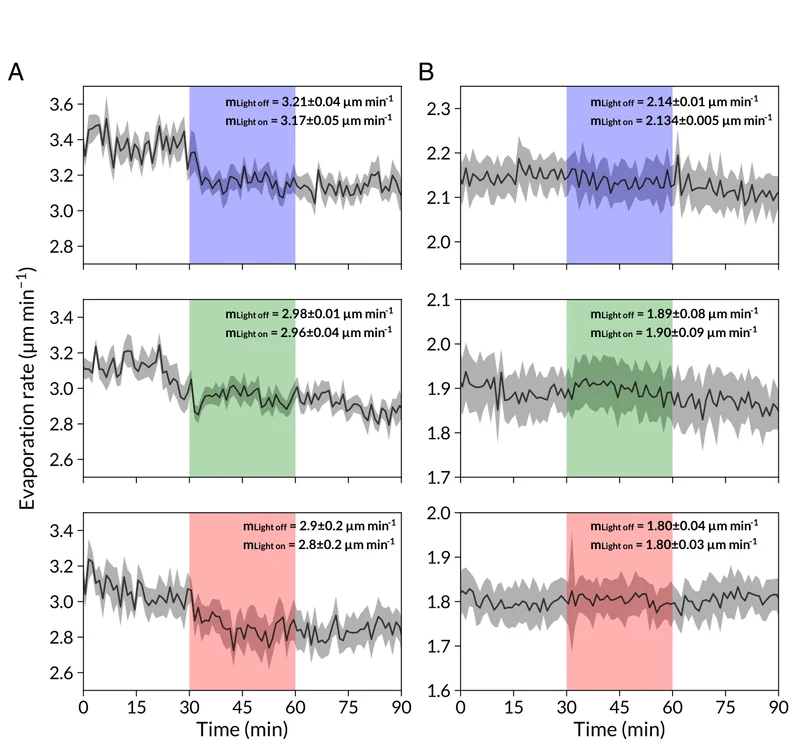 A
B
3.6
3.4
3.2
3.0
2.8
mLight off = 3.21±0.04 µm min-1
mLight on = 3.17±0.05 µm min-1
2.3
2.2
2.1
2.0
mLight off = 2.14±0.01 µm min-1
mLight on = 2.134±0.005 µm min-1
Evaporation rate (µm min−1)
3.4
3.2
3.0
2.8
2.6
mLight off = 2.98±0.01 µm min-1
mLight on = 2.96±0.04 µm min-1
2.1
2.0
1.9
1.8
1.7
mLight off = 1.89±0.08 µm min-1
mLight on = 1.90±0.09 µm min-1
3.4
3.2
3.0
2.8
2.6
mLight off = 2.9±0.2 µm min-1
mLight on = 2.8±0.2 µm min-1
0 15 30 45 60 75 90
Time (min)
2.0
1.9
1.8
1.7
1.6
mLight off = 1.80±0.04 µm min-1
mLight on = 1.80±0.03 µm min-1
0 15 30 45 60 75 90
Time (min)